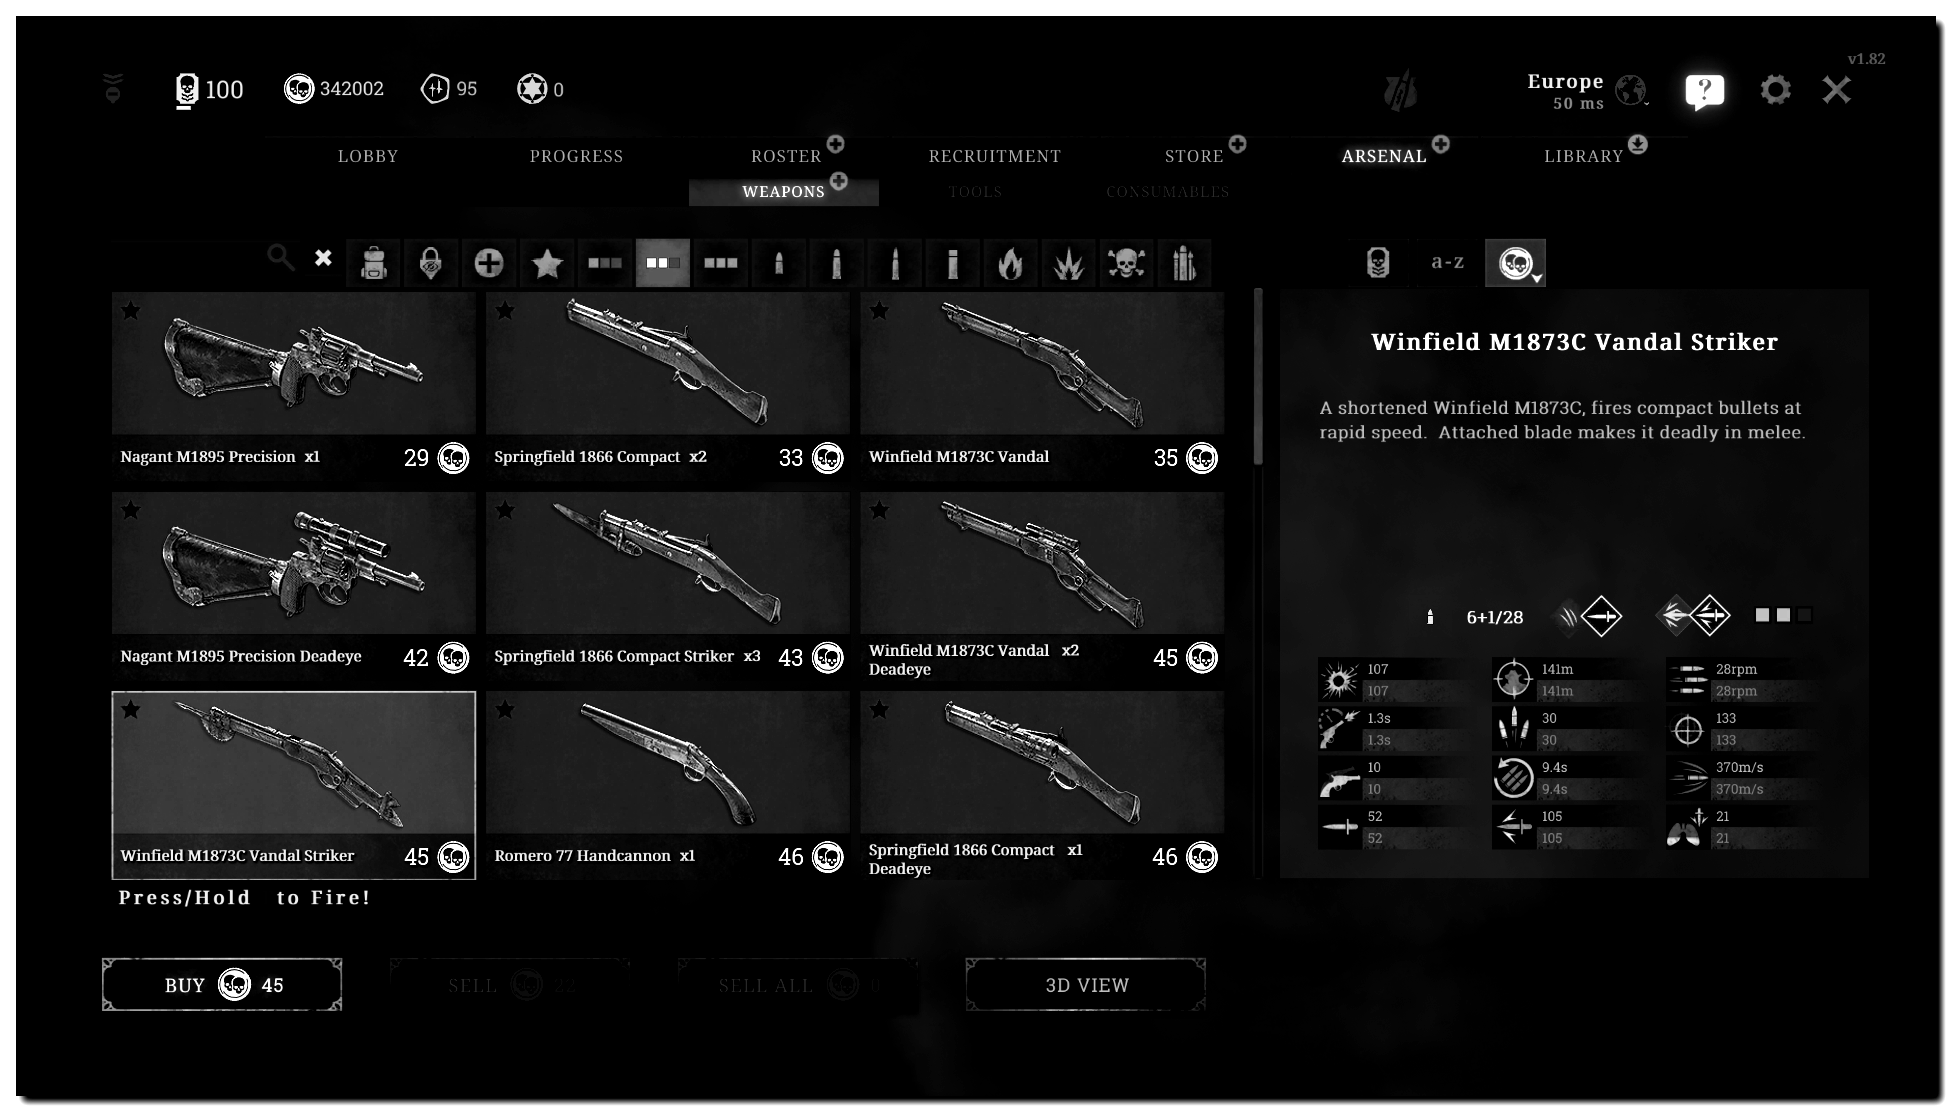 v1.82
100
342002
95
0
Europe
50 ms
?
LOBBY
PROGRESS
ROSTER
RECRUITMENT
STORE
ARSENAL
LIBRARY
WEAPONS
TOOLS
CONSUMABLES
a-z
Nagant M1895 Precision x1
29
Springfield 1866 Compact x2
33
Winfield M1873C Vandal
35
Nagant M1895 Precision Deadeye
42
Springfield 1866 Compact Striker x3
43
Winfield M1873C Vandal x2
Deadeye
45
Winfield M1873C Vandal Striker
45
Romero 77 Handcannon x1
46
Springfield 1866 Compact x1
Deadeye
46
Press/Hold to Fire!
BUY 45
SELL 22
SELL ALL 0
3D VIEW
Winfield M1873C Vandal Striker
A shortened Winfield M1873C, fires compact bullets at
rapid speed. Attached blade makes it deadly in melee.
6+1/28
107
107
141m
141m
28rpm
28rpm
1.3s
1.3s
30
30
133
133
10
10
9.4s
9.4s
370m/s
370m/s
52
52
105
105
21
21